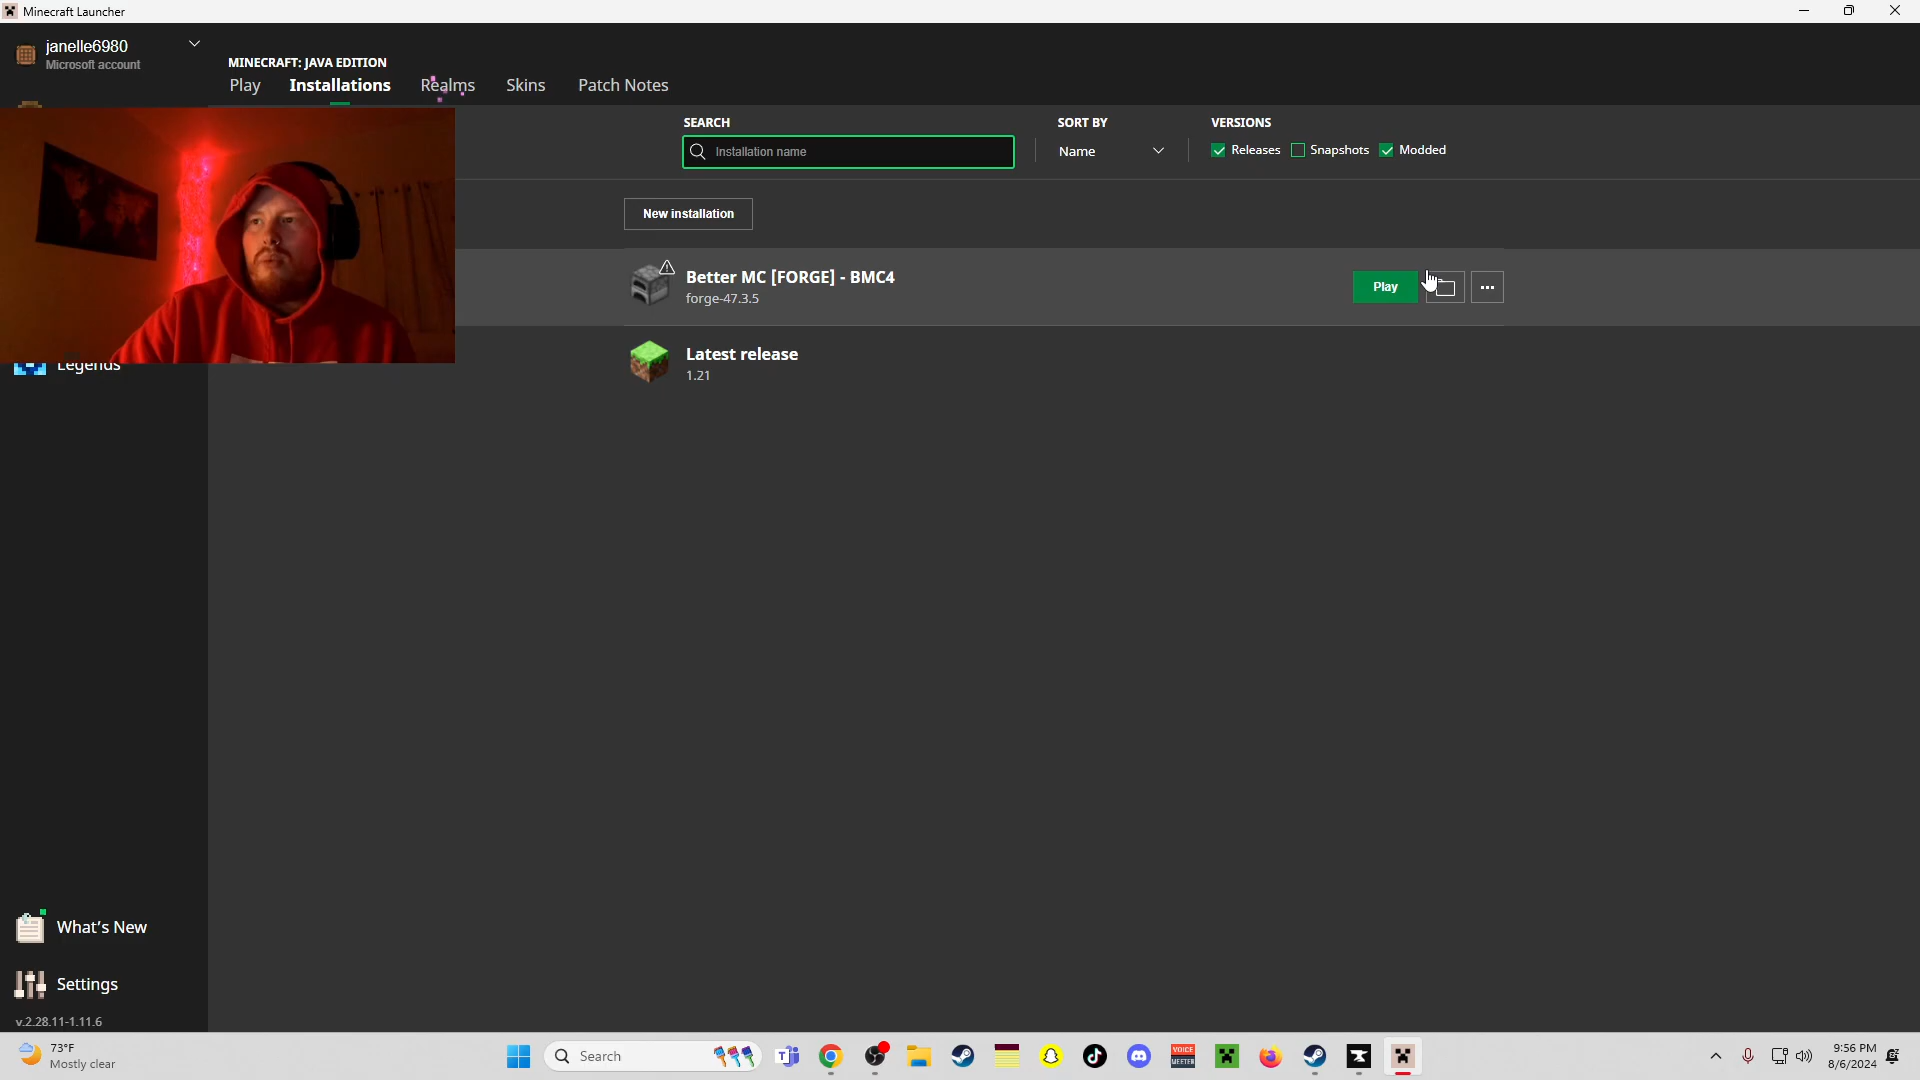 Minecraft Launcher
janelle6980
Microsoft account
MINECRAFT: JAVA EDITION
Play Installations Realms Skins Patch Notes
SEARCH
Installation name
SORT BY
Name
VERSIONS
Releases Snapshots Modded
New installation
Better MC [FORGE] - BMC4
forge-47.3.5
Play
Latest release
1.21
Legends
What's New
Settings
v.2.28.11-1.11.6
73°F
Mostly clear
Search
VOICE
MEETER
9:56 PM
8/6/2024